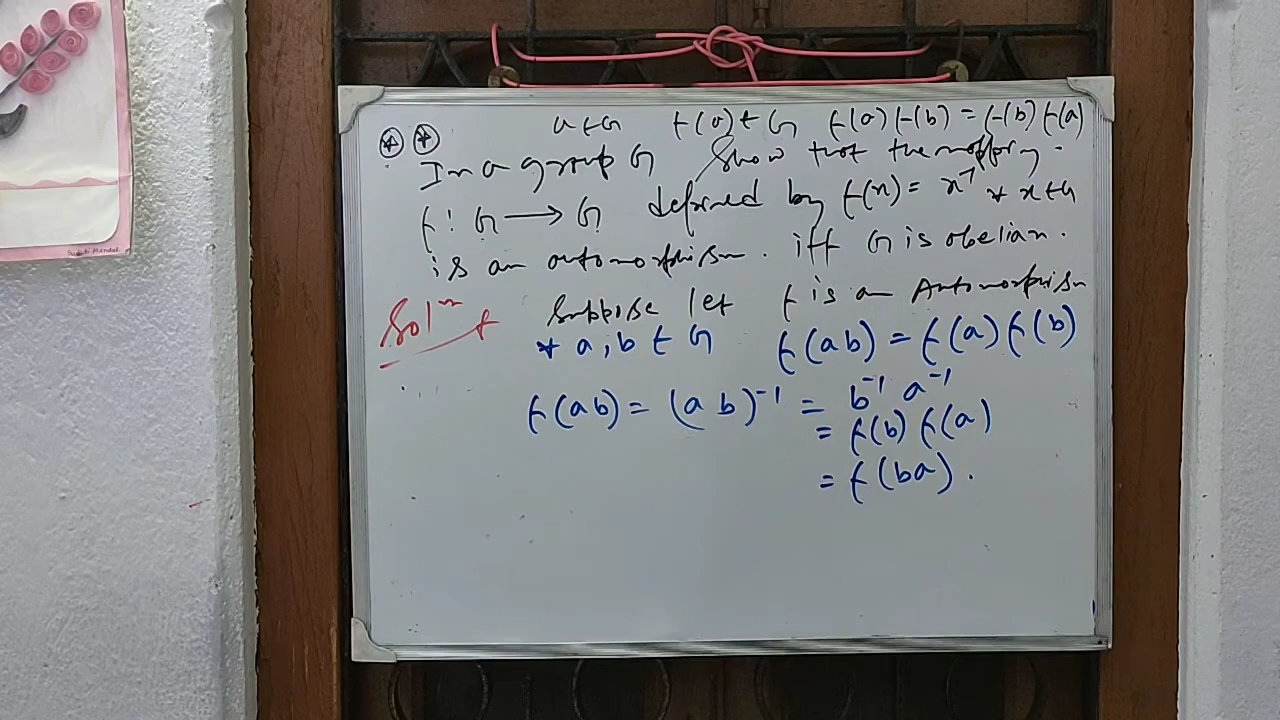 a ∈ G f(a) ∈ G f(a) f(b) = f(b) f(a)
In a group G Show that the mapping
f : G → G defined by f(x) = x⁻¹ ∀ x ∈ G
is an automorphism. iff G is abelian.
Solⁿ Suppose let f is an Automorphism
∀ a, b ∈ G f(ab) = f(a) f(b)
f(ab) = (a b)⁻¹ = b⁻¹ a⁻¹
= f(b) f(a)
= f(ba).